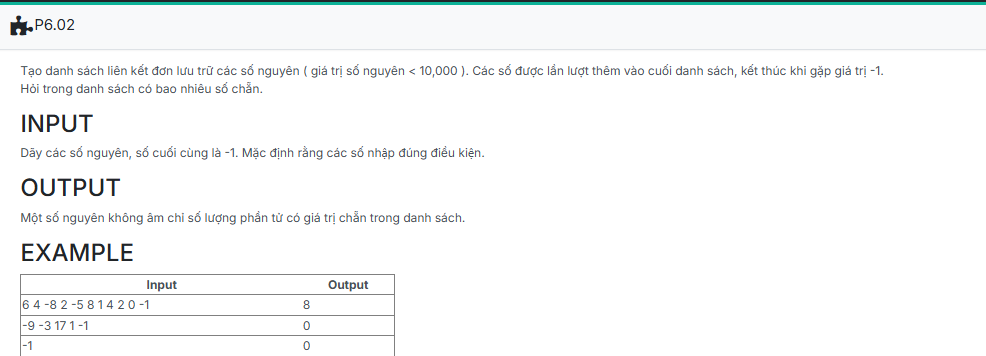 P6.02
Tạo danh sách liên kết đơn lưu trữ các số nguyên ( giá trị số nguyên < 10,000 ). Các số được lần lượt thêm vào cuối danh sách, kết thúc khi gặp giá trị -1.
Hỏi trong danh sách có bao nhiêu số chẵn.
INPUT
Dãy các số nguyên, số cuối cùng là -1. Mặc định rằng các số nhập đúng điều kiện.
OUTPUT
Một số nguyên không âm chỉ số lượng phần tử có giá trị chẵn trong danh sách.
EXAMPLE
Input Output
6 4 -8 2 -5 8 1 4 2 0 -1 8
-9 -3 17 1 -1 0
-1 0